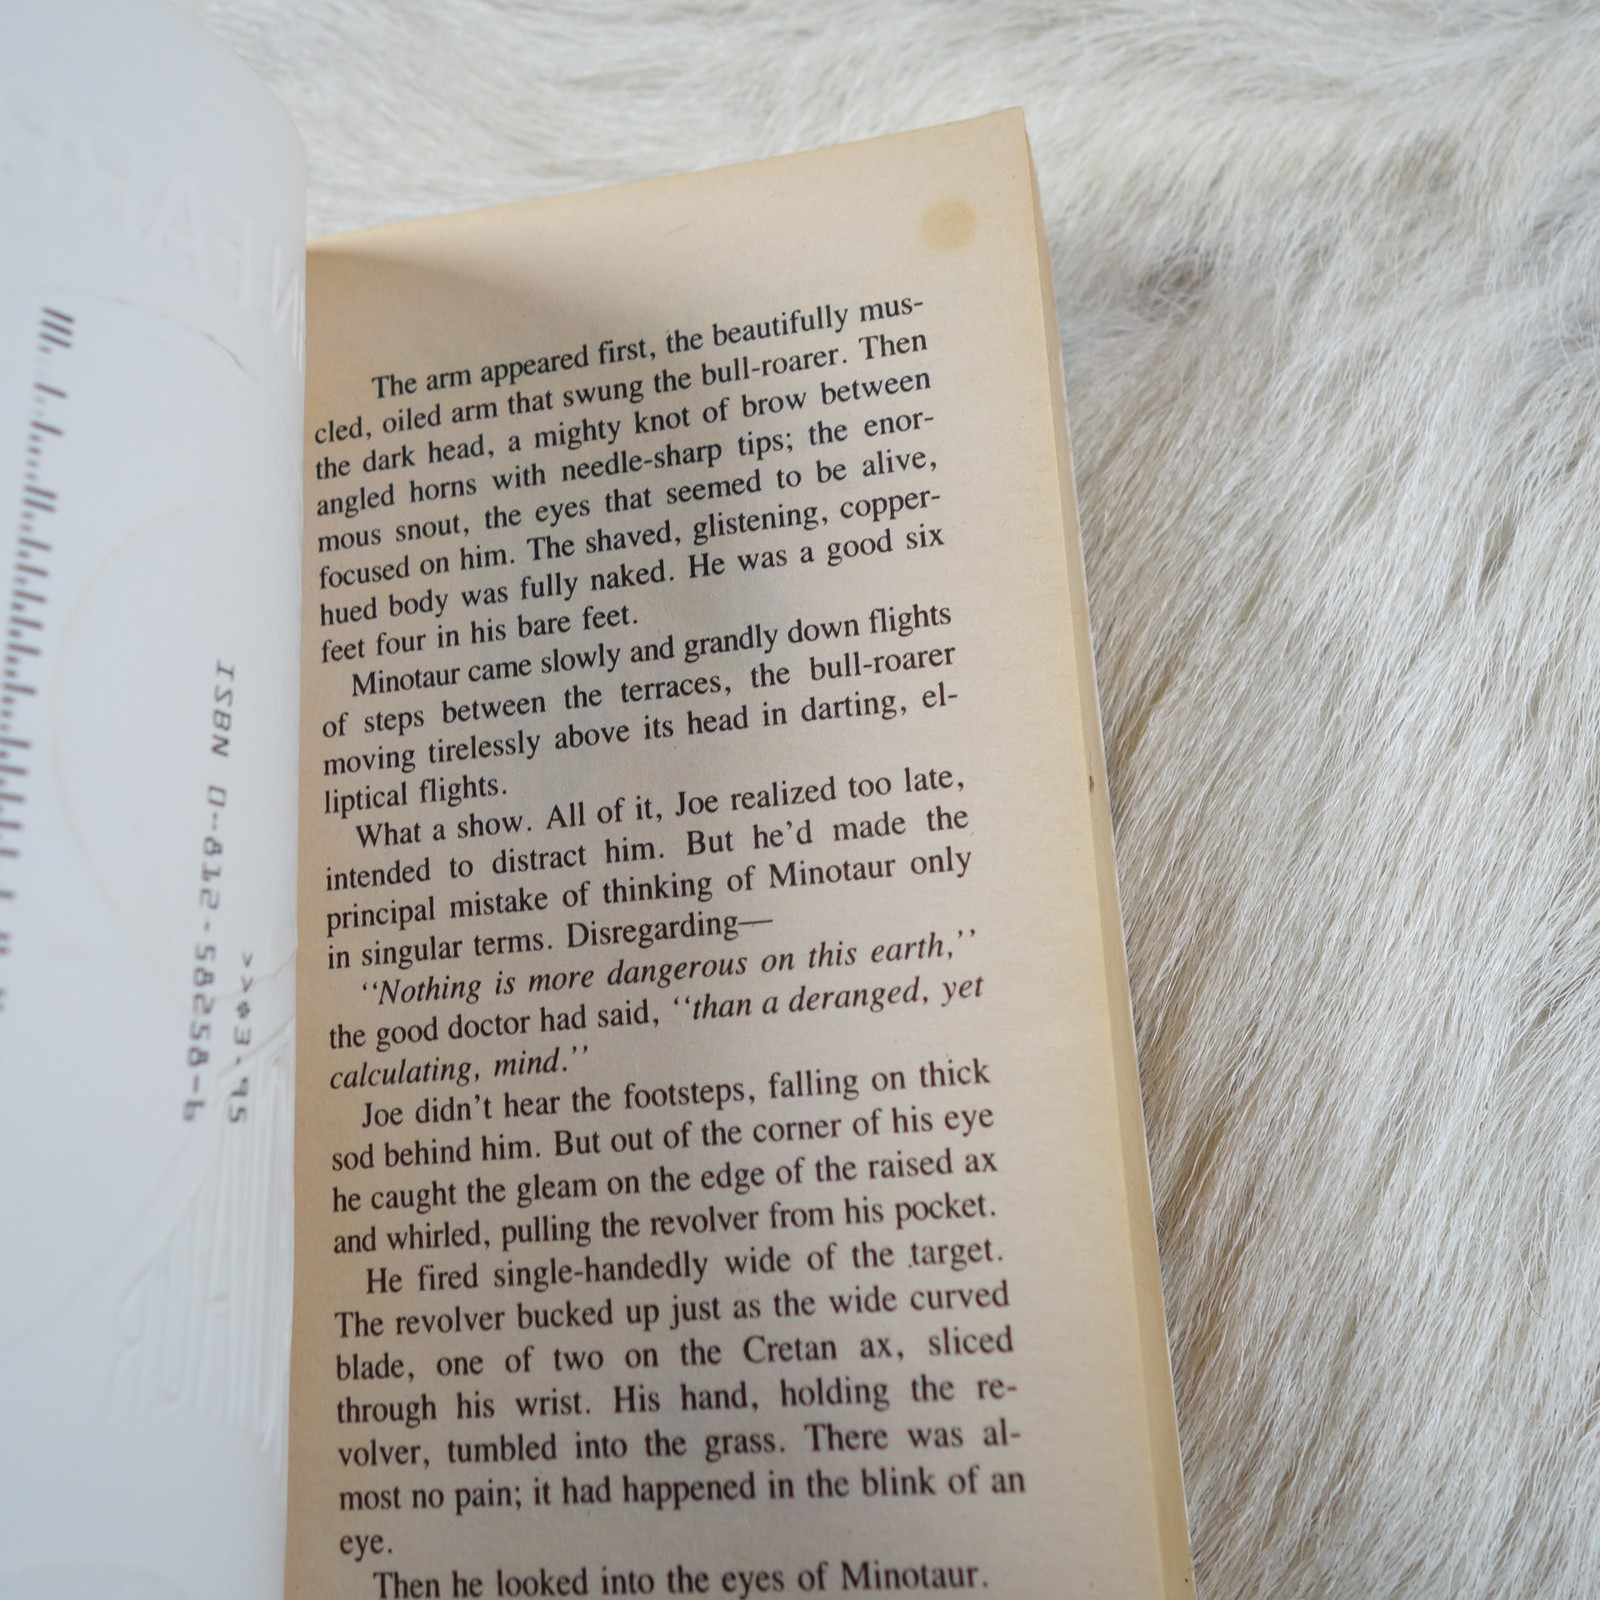 The arm appeared first, the beautifully mus-
cled, oiled arm that swung the bull-roarer. Then
the dark head, a mighty knot of brow between
angled horns with needle-sharp tips; the enor-
mous snout, the eyes that seemed to be alive,
focused on him. The shaved, glistening, copper-
hued body was fully naked. He was a good six
feet four in his bare feet.
Minotaur came slowly and grandly down flights
of steps between the terraces, the bull-roarer
moving tirelessly above its head in darting, el-
liptical flights.
What a show. All of it, Joe realized too late,
intended to distract him. But he'd made the
principal mistake of thinking of Minotaur only
in singular terms. Disregarding—
‘‘Nothing is more dangerous on this earth,’’
the good doctor had said, ‘‘than a deranged, yet
calculating, mind.’’
Joe didn't hear the footsteps, falling on thick
sod behind him. But out of the corner of his eye
he caught the gleam on the edge of the raised ax
and whirled, pulling the revolver from his pocket.
He fired single-handedly wide of the target.
The revolver bucked up just as the wide curved
blade, one of two on the Cretan ax, sliced
through his wrist. His hand, holding the re-
volver, tumbled into the grass. There was al-
most no pain; it had happened in the blink of an
eye.
Then he looked into the eyes of Minotaur.
ISBN 0-812-58258-6
>>$3.95